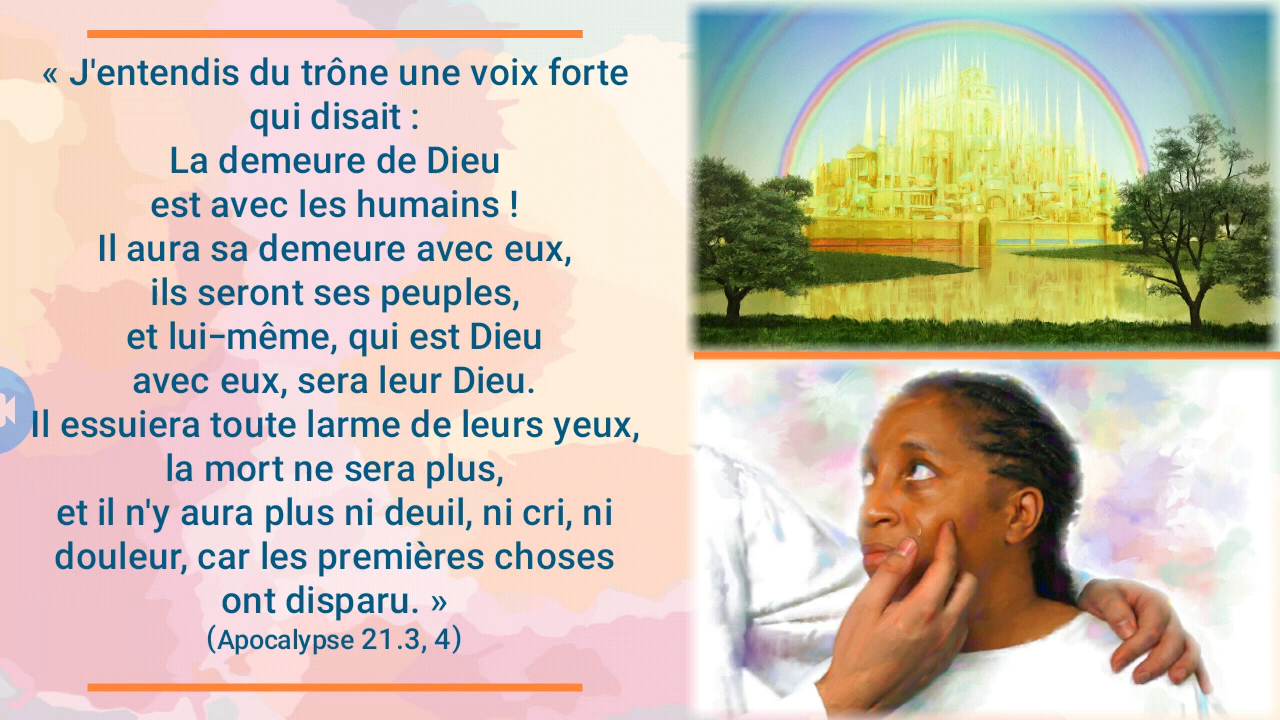 « J'entendis du trône une voix forte
qui disait :
La demeure de Dieu
est avec les humains !
Il aura sa demeure avec eux,
ils seront ses peuples,
et lui-même, qui est Dieu
avec eux, sera leur Dieu.
Il essuiera toute larme de leurs yeux,
la mort ne sera plus,
et il n'y aura plus ni deuil, ni cri, ni
douleur, car les premières choses
ont disparu. »
(Apocalypse 21.3, 4)